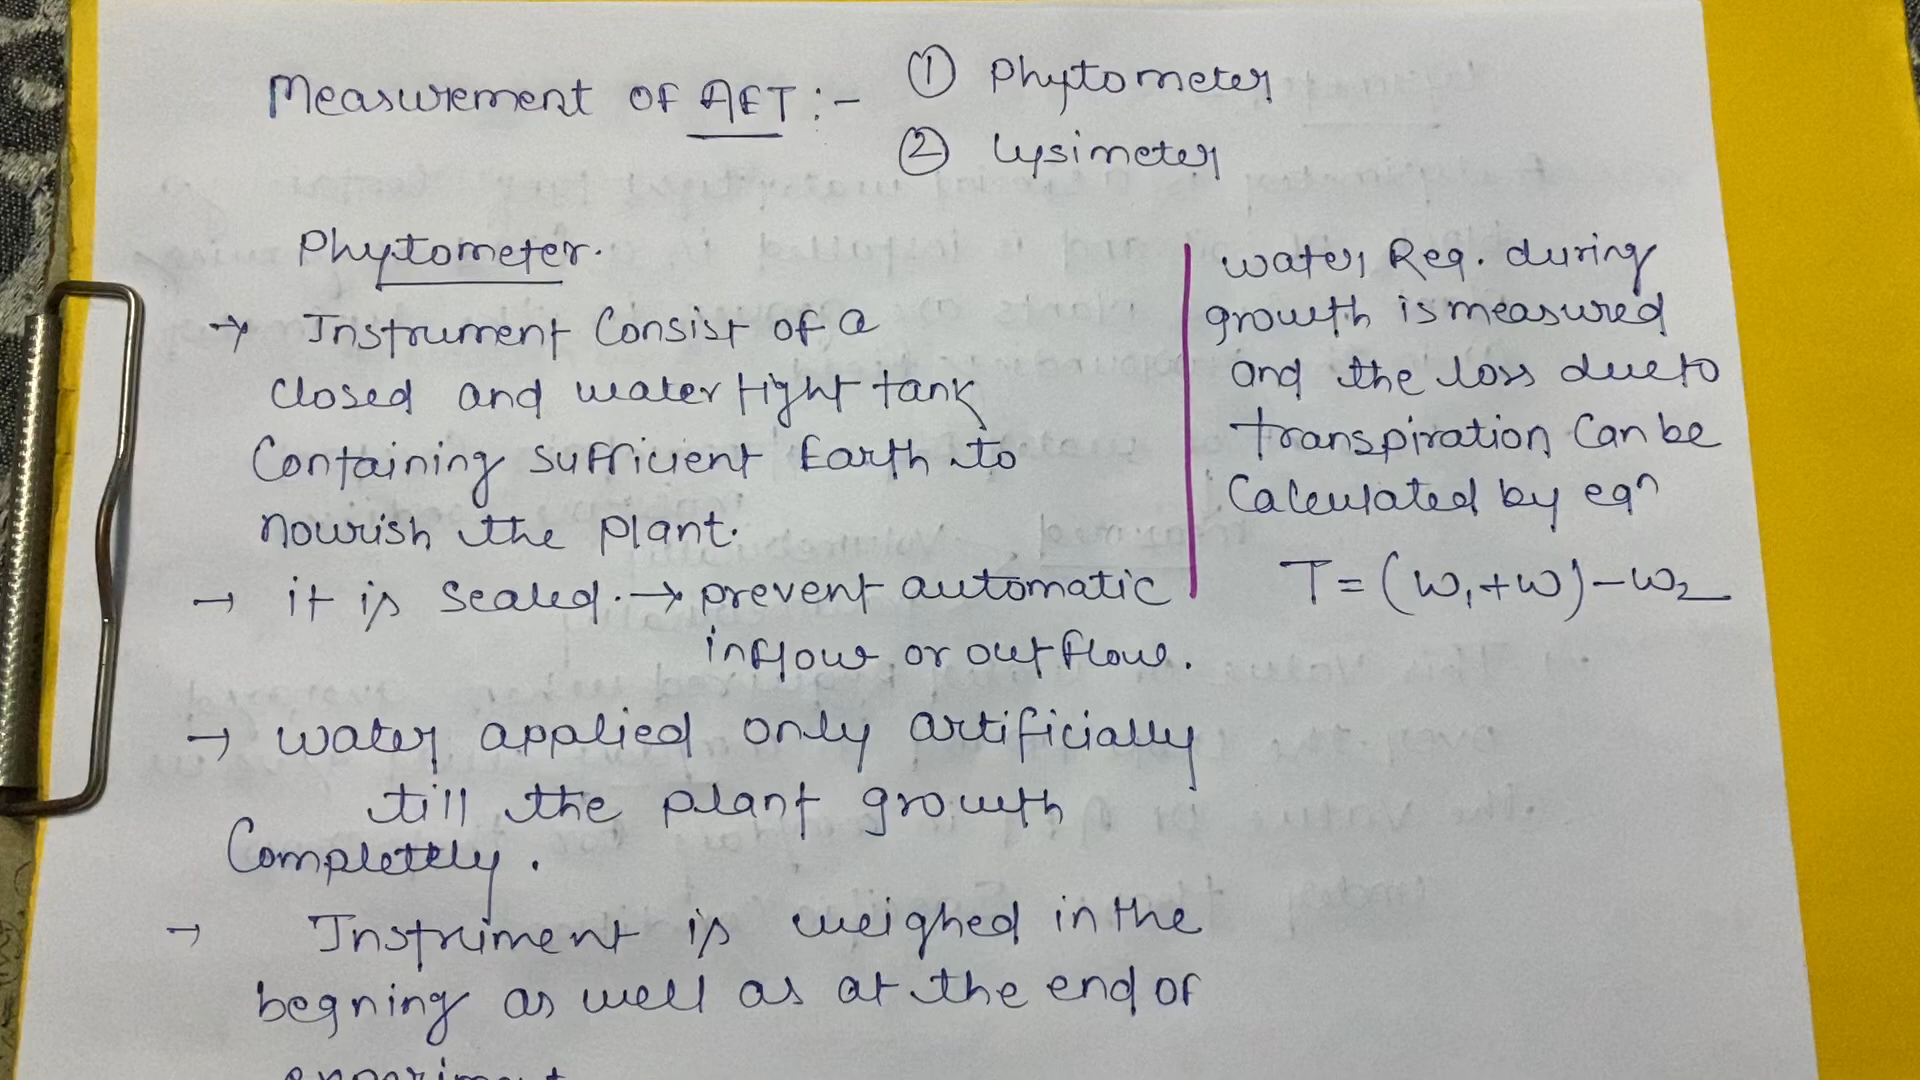 Measurement of AET :- ① Phytometer
② Lysimeter
Phytometer.
→ Instrument Consist of a
closed and water tight tank
Containing sufficient Earth to
nourish the plant.
→ it is sealed. → prevent automatic
inflow or outflow.
→ water applied only artificially
till the plant growth
Completely.
→ Instriment is weighed in the
begning as well as at the end of
experiment
water Req. during
growth is measured
and the loss due to
transpiration Can be
Calculated by eqn
T = (W₁+W) - W₂